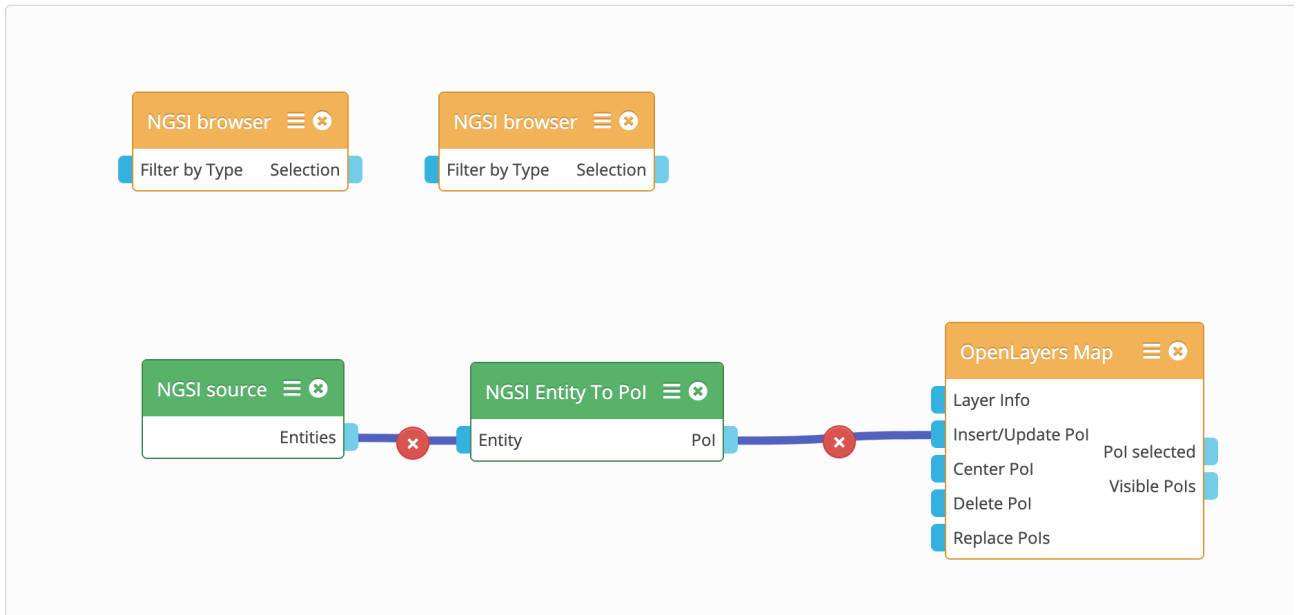 NGSI browser
Filter by Type Selection
NGSI browser
Filter by Type Selection
NGSI source
Entities
NGSI Entity To PoI
Entity PoI
OpenLayers Map
Layer Info
Insert/Update PoI
Center PoI
Delete PoI
Replace PoIs
PoI selected
Visible PoIs